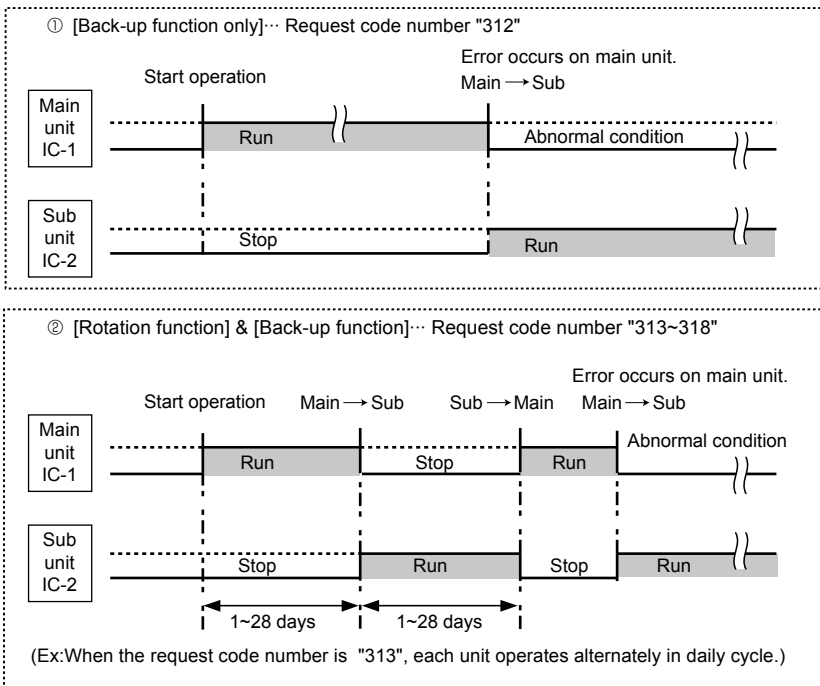 ① [Back-up function only]··· Request code number "312"
Error occurs on main unit.
Start operation
Main → Sub
Main
unit
IC-1
Run
Abnormal condition
Sub
unit
IC-2
Stop
Run
② [Rotation function] & [Back-up function]··· Request code number "313~318"
Error occurs on main unit.
Start operation
Main → Sub
Sub → Main
Main → Sub
Main
unit
IC-1
Run
Stop
Run
Abnormal condition
Sub
unit
IC-2
Stop
Run
Stop
Run
1~28 days
1~28 days
(Ex:When the request code number is "313", each unit operates alternately in daily cycle.)